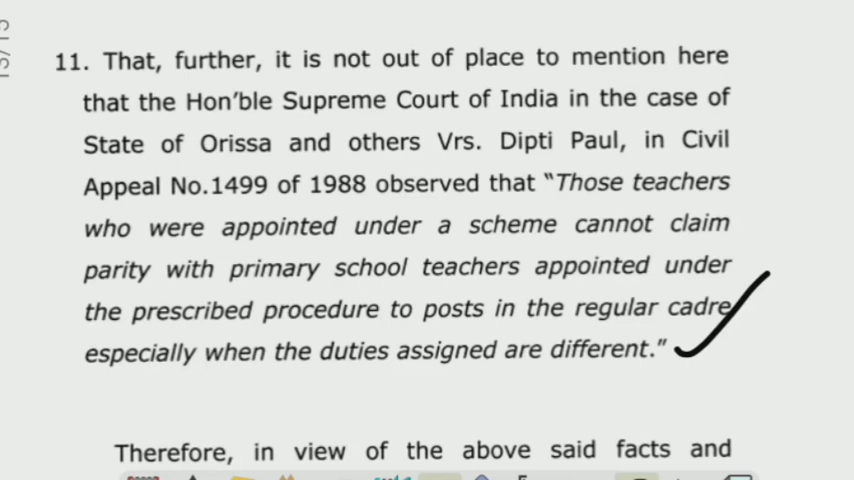 11. That, further, it is not out of place to mention here
that the Hon'ble Supreme Court of India in the case of
State of Orissa and others Vrs. Dipti Paul, in Civil
Appeal No.1499 of 1988 observed that "Those teachers
who were appointed under a scheme cannot claim
parity with primary school teachers appointed under
the prescribed procedure to posts in the regular cadre
especially when the duties assigned are different."
Therefore, in view of the above said facts and